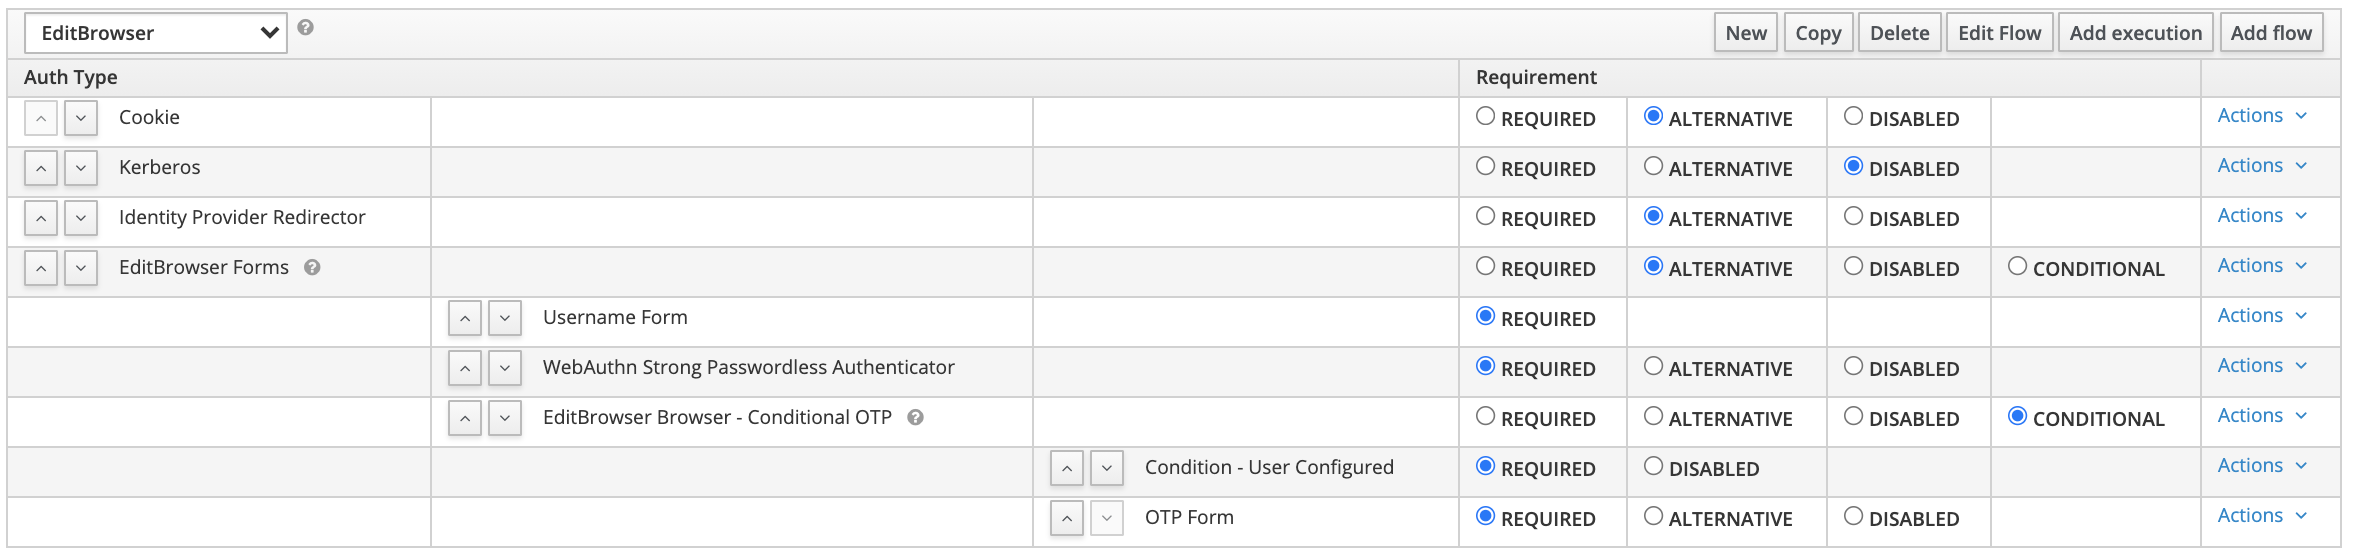 EditBrowser New Copy Delete Edit Flow Add execution Add flow
Auth Type Requirement
Cookie REQUIRED ALTERNATIVE DISABLED Actions
Kerberos REQUIRED ALTERNATIVE DISABLED Actions
Identity Provider Redirector REQUIRED ALTERNATIVE DISABLED Actions
EditBrowser Forms REQUIRED ALTERNATIVE DISABLED CONDITIONAL Actions
Username Form REQUIRED Actions
WebAuthn Strong Passwordless Authenticator REQUIRED ALTERNATIVE DISABLED Actions
EditBrowser Browser - Conditional OTP REQUIRED ALTERNATIVE DISABLED CONDITIONAL Actions
Condition - User Configured REQUIRED DISABLED Actions
OTP Form REQUIRED ALTERNATIVE DISABLED Actions